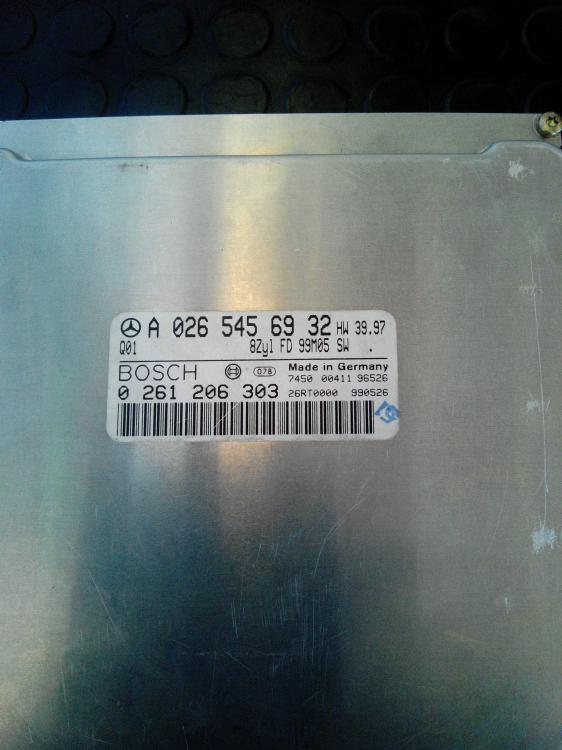 A 026 545 69 32 HW 39.97
Q01 8Zyl FD 99M05 SW .
BOSCH 078 Made in Germany
7450 00411 96526
0 261 206 303 26RT0000 990526